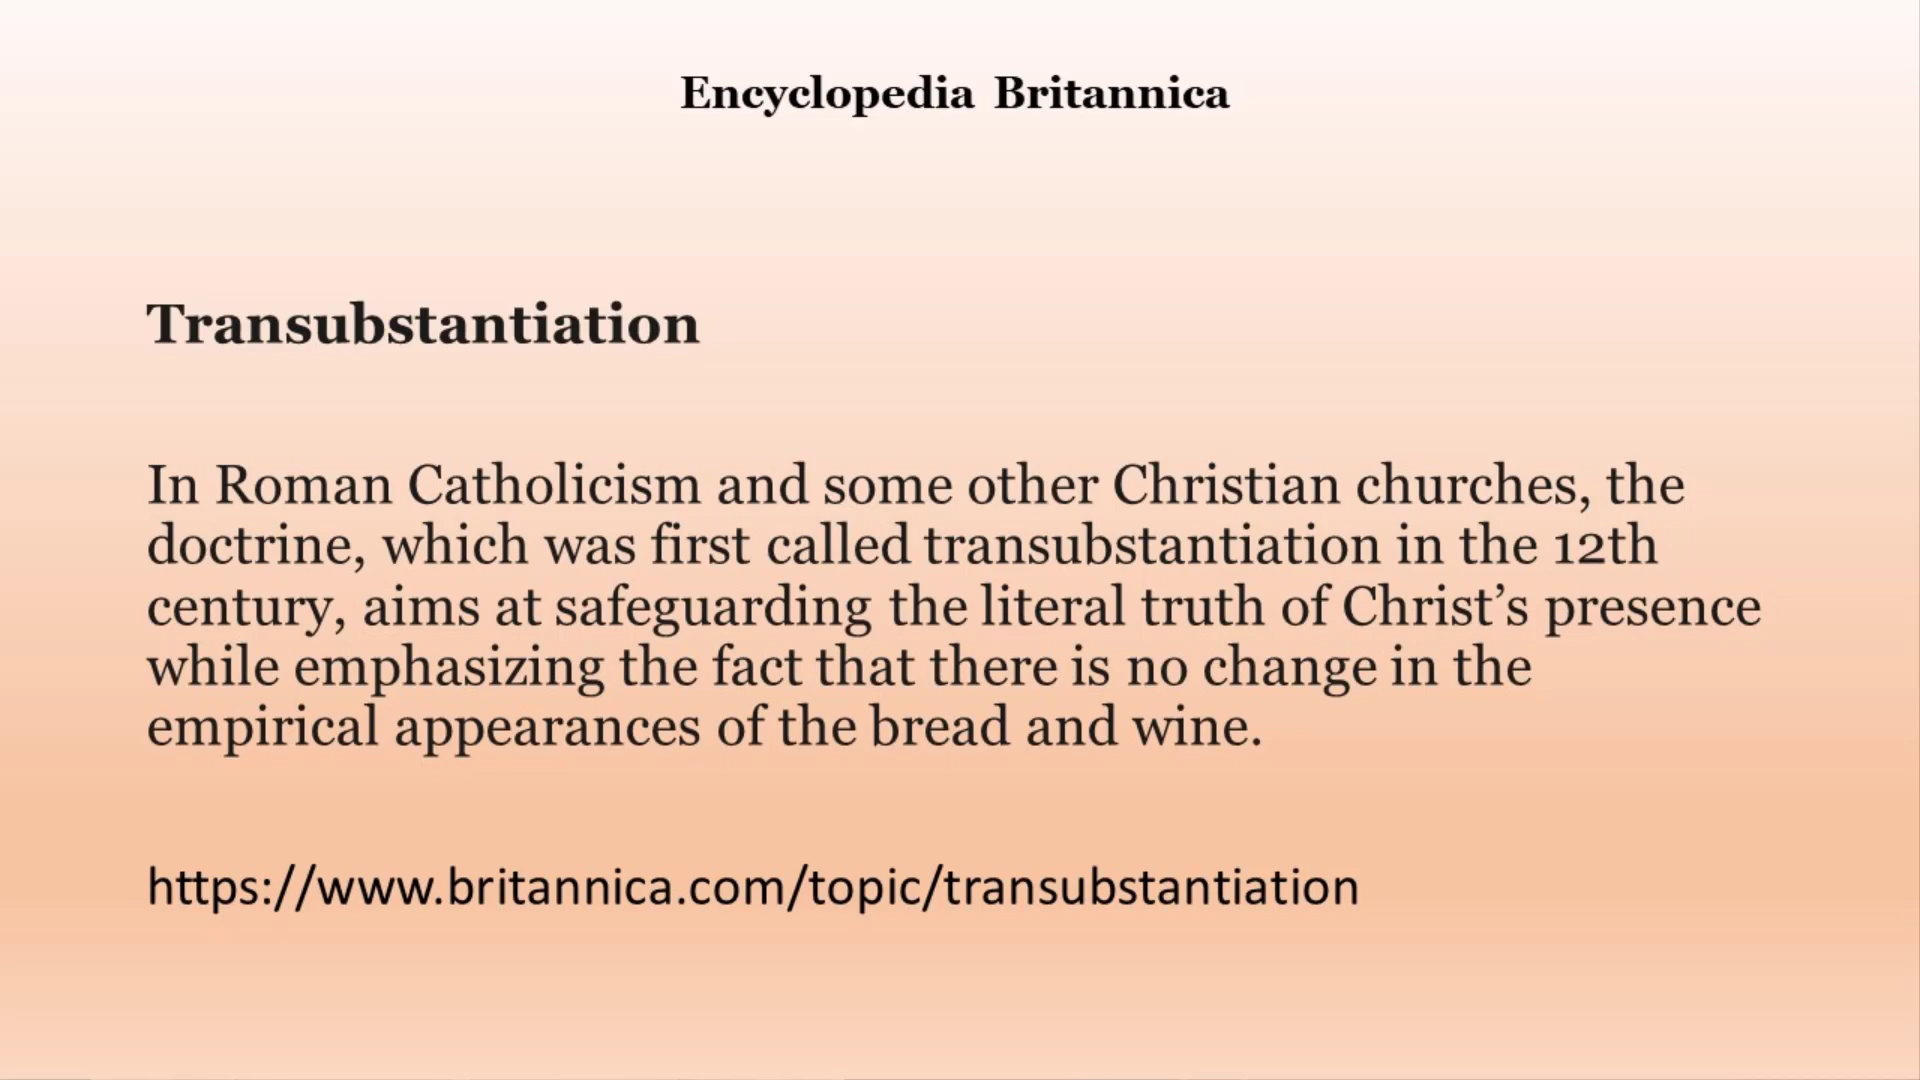 Encyclopedia Britannica
Transubstantiation
In Roman Catholicism and some other Christian churches, the
doctrine, which was first called transubstantiation in the 12th
century, aims at safeguarding the literal truth of Christ’s presence
while emphasizing the fact that there is no change in the
empirical appearances of the bread and wine.
https://www.britannica.com/topic/transubstantiation